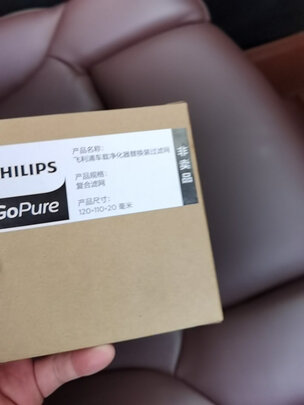 PHILIPS
GoPure
产品名称:
飞利浦车载净化器替换装过滤网
产品规格:
复合滤网
产品尺寸:
120*110*20 毫米
非卖品